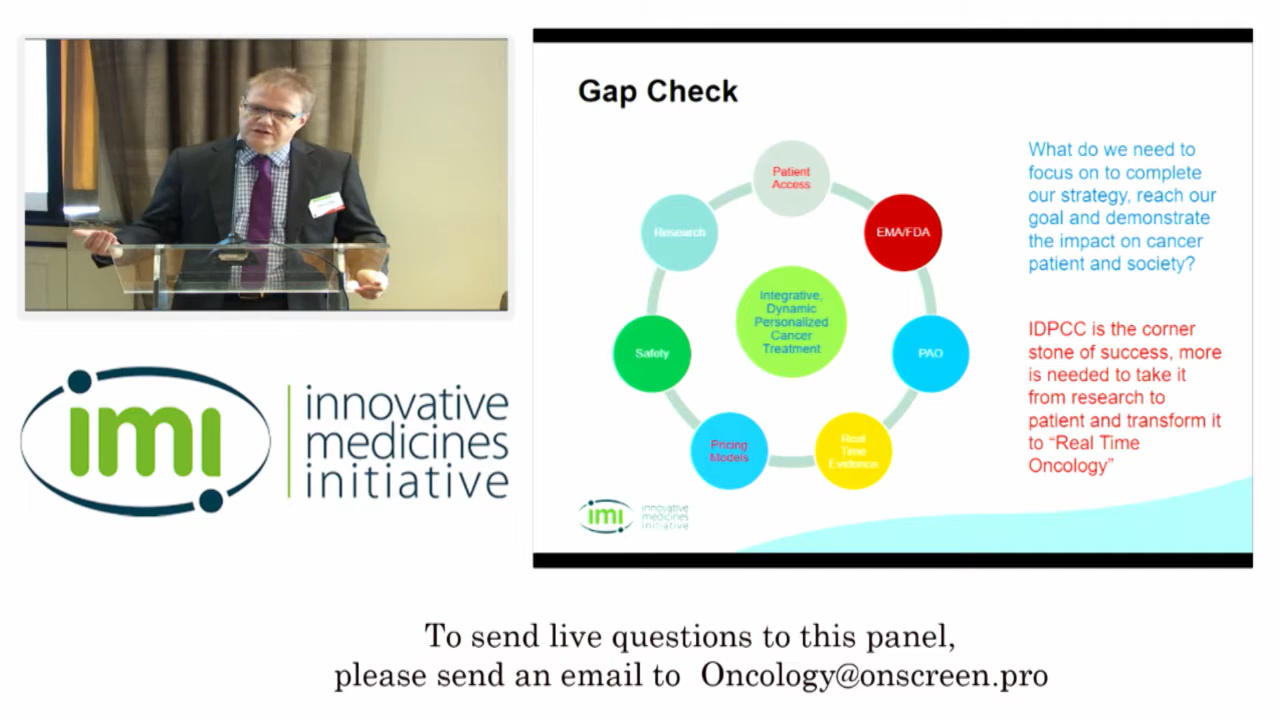 Gap Check
Patient
Access
Research
EMA/FDA
Integrative,
Dynamic
Personalized
Cancer
Treatment
Safety
PAO
Pricing
Models
Real
Time
Evidence
What do we need to
focus on to complete
our strategy, reach our
goal and demonstrate
the impact on cancer
patient and society?
IDPCC is the corner
stone of success, more
is needed to take it
from research to
patient and transform it
to “Real Time
Oncology”
imi
innovative
medicines
initiative
imi
innovative
medicines
initiative
To send live questions to this panel,
please send an email to Oncology@onscreen.pro